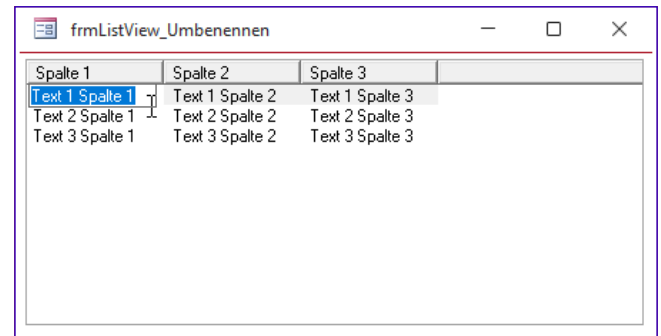 frmListView_Umbenennen
Spalte 1 Spalte 2 Spalte 3
Text 1 Spalte 1 Text 1 Spalte 2 Text 1 Spalte 3
Text 2 Spalte 1 Text 2 Spalte 2 Text 2 Spalte 3
Text 3 Spalte 1 Text 3 Spalte 2 Text 3 Spalte 3